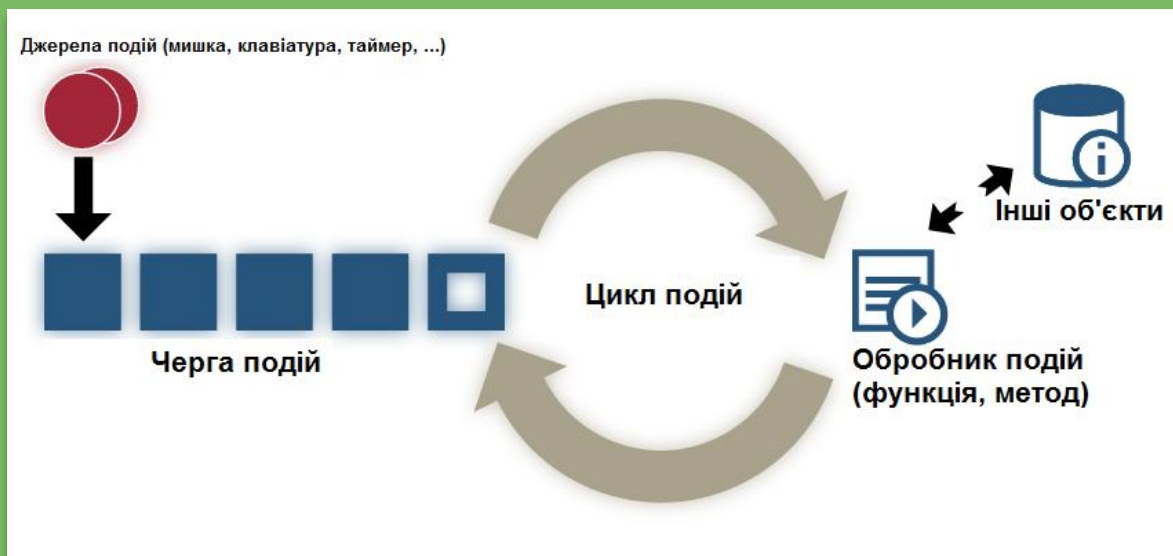 Джерела подій (мишка, клавіатура, таймер, ...)
Інші об'єкти
Цикл подій
Черга подій
Обробник подій
(функція, метод)